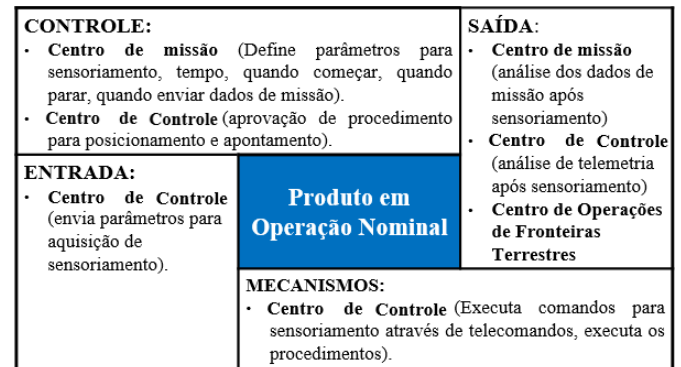 CONTROLE:
• Centro de missão (Define parâmetros para
sensoriamento, tempo, quando começar, quando
parar, quando enviar dados de missão).
• Centro de Controle (aprovação de procedimento
para posicionamento e apontamento).
SAÍDA:
• Centro de missão
(análise dos dados de
missão após
sensoriamento)
• Centro de Controle
(análise de telemetria
após sensoriamento)
• Centro de Operações
de Fronteiras
Terrestres
ENTRADA:
• Centro de Controle
(envia parâmetros para
aquisição de
sensoriamento).
Produto em
Operação Nominal
MECANISMOS:
• Centro de Controle (Executa comandos para
sensoriamento através de telecomandos, executa os
procedimentos).